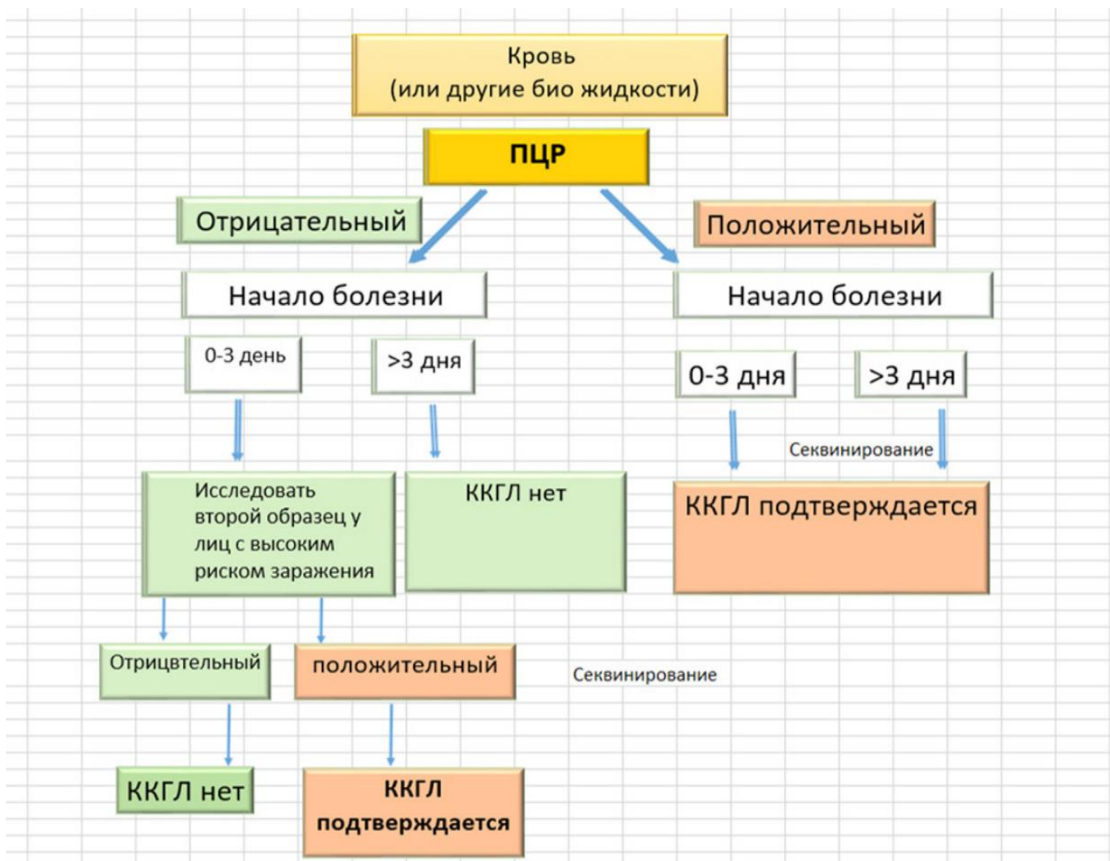 Кровь
(или другие био жидкости)
ПЦР
Отрицательный
Положительный
Начало болезни
Начало болезни
0-3 день
>3 дня
0-3 дня
>3 дня
Секвинирование
Исследовать
второй образец у
лиц с высоким
риском заражения
ККГЛ нет
ККГЛ подтверждается
Отрицвтельный
положительный
Секвинирование
ККГЛ нет
ККГЛ
подтверждается